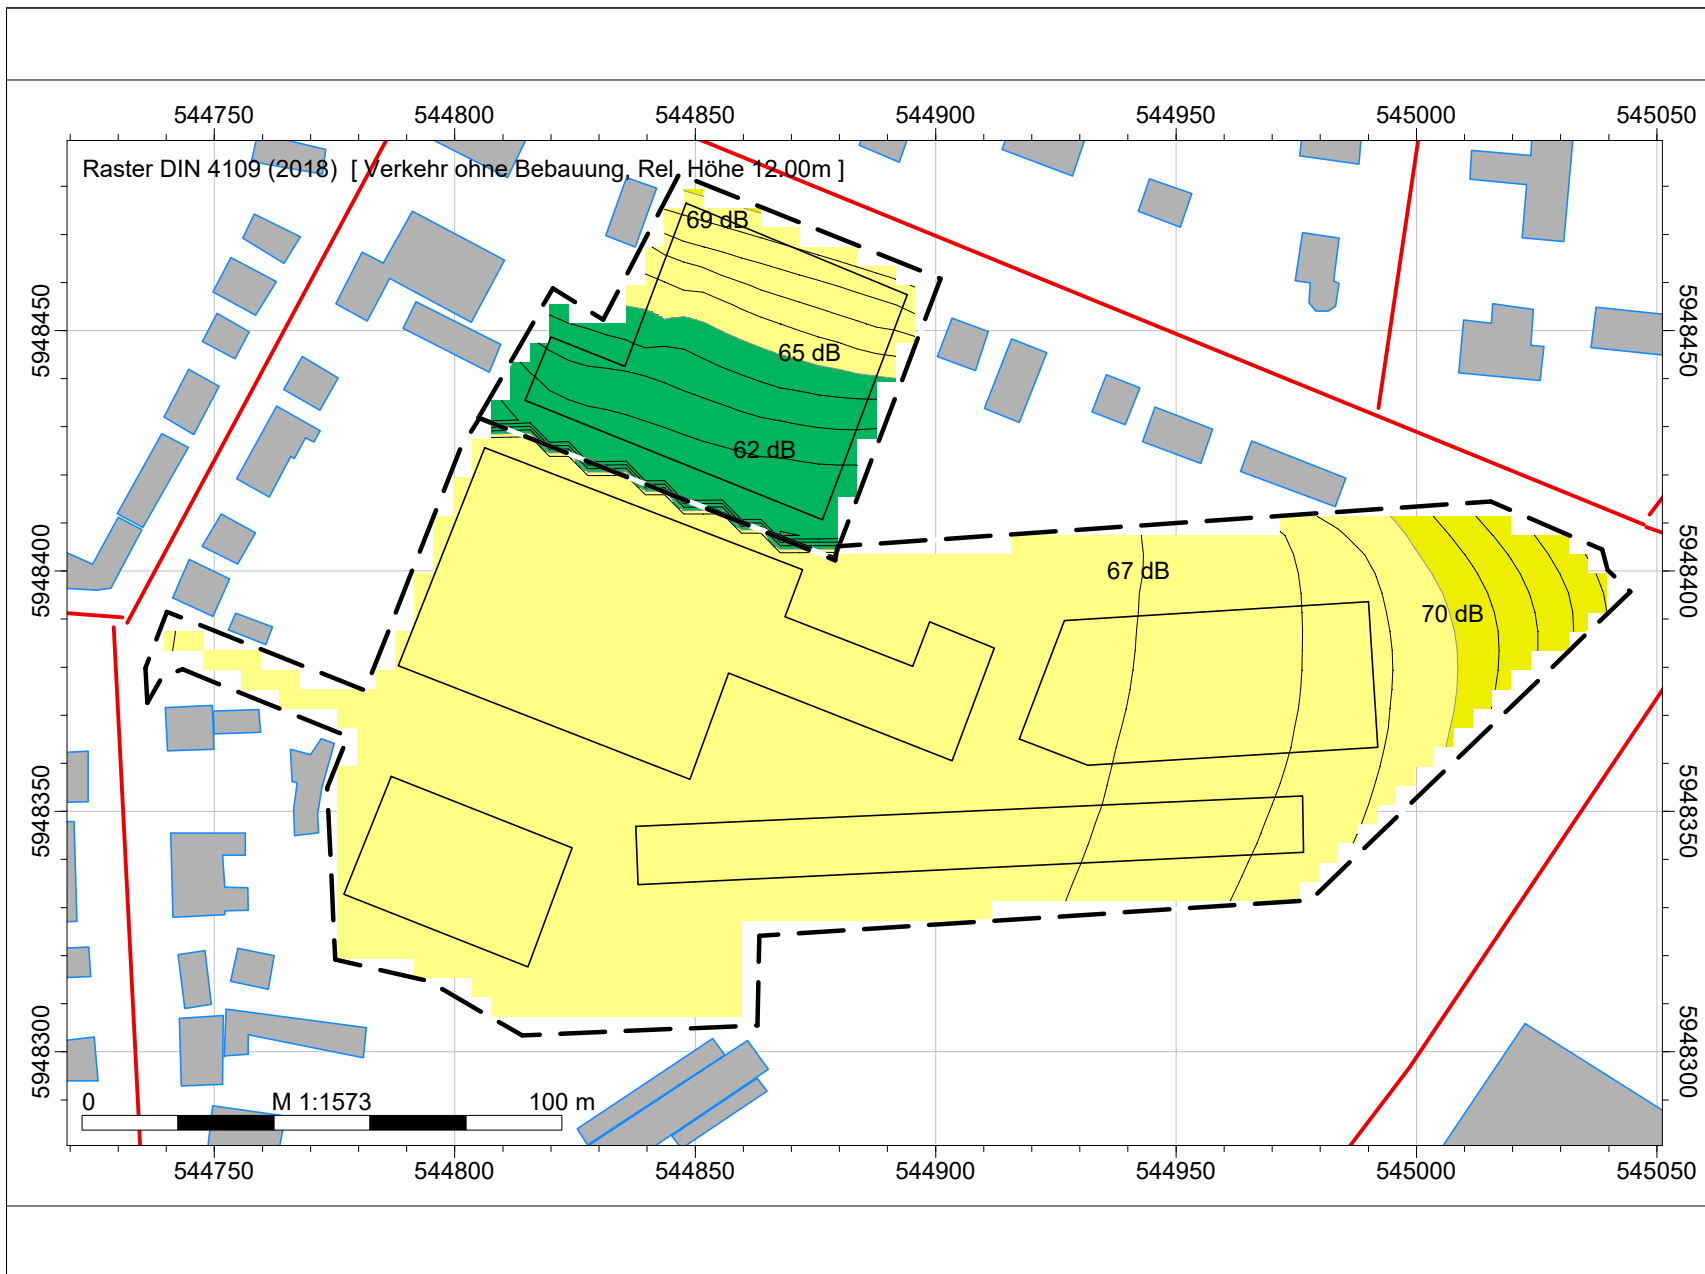 544750 544800 544850 544900 544950 545000 545050
Raster DIN 4109 (2018) [ Verkehr ohne Bebauung, Rel. Höhe 12.00m ]
69 dB
5948450
65 dB
5948450
62 dB
5948400
67 dB
5948400
70 dB
5948350
5948350
5948300
5948300
0 M 1:1573 100 m
544750 544800 544850 544900 544950 545000 545050